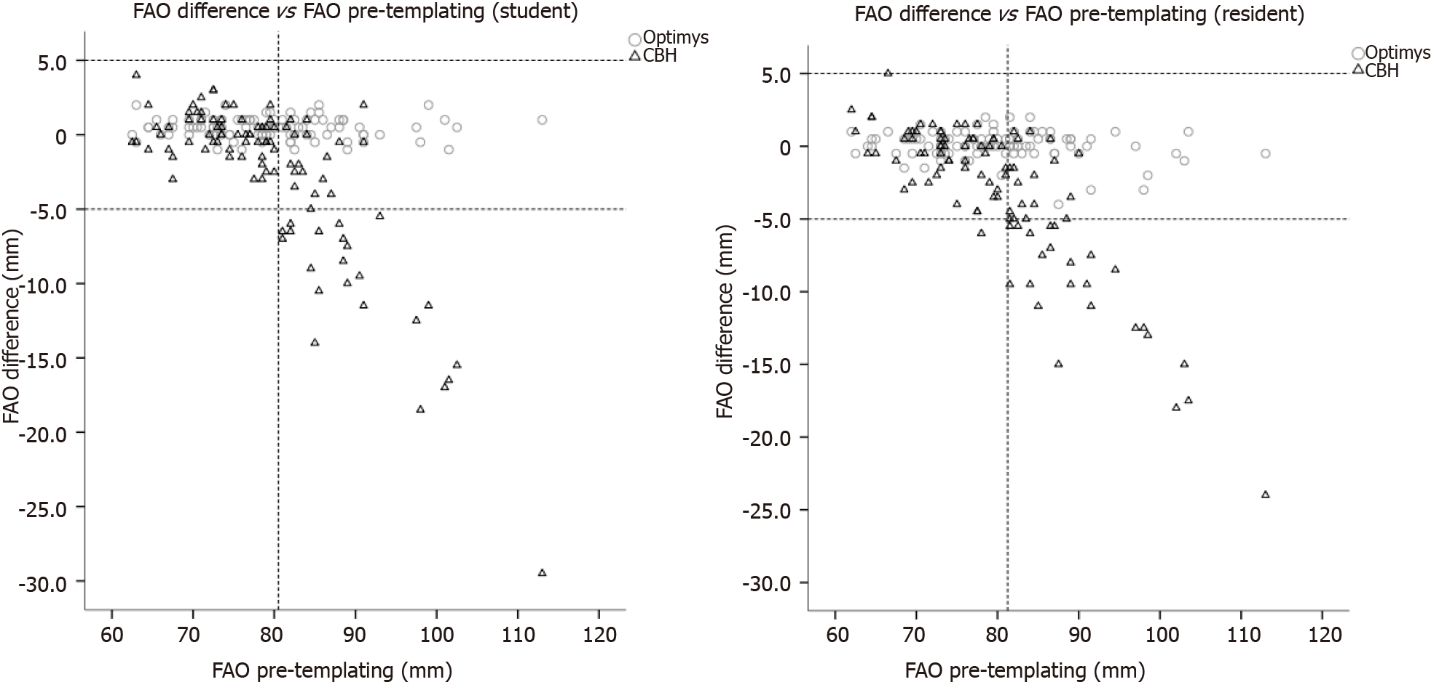 FAO difference vs FAO pre-templating (student)
Optimys
CBH
5.0
0
-5.0
-10.0
-15.0
-20.0
-25.0
-30.0
FAO difference (mm)
60 70 80 90 100 110 120
FAO pre-templating (mm)
FAO difference vs FAO pre-templating (resident)
Optimys
CBH
5.0
0
-5.0
-10.0
-15.0
-20.0
-25.0
-30.0
FAO difference (mm)
60 70 80 90 100 110 120
FAO pre-templating (mm)